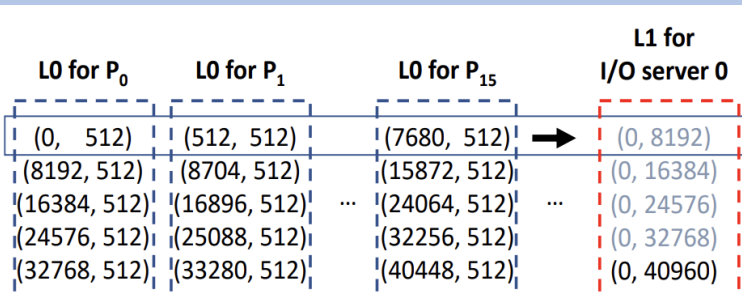 L1 for
L0 for P0 L0 for P1 L0 for P15 I/O server 0
(0, 512) (512, 512) (7680, 512) (0, 8192)
(8192, 512) (8704, 512) (15872, 512) (0, 16384)
(16384, 512) (16896, 512) ... (24064, 512) ... (0, 24576)
(24576, 512) (25088, 512) (32256, 512) (0, 32768)
(32768, 512) (33280, 512) (40448, 512) (0, 40960)